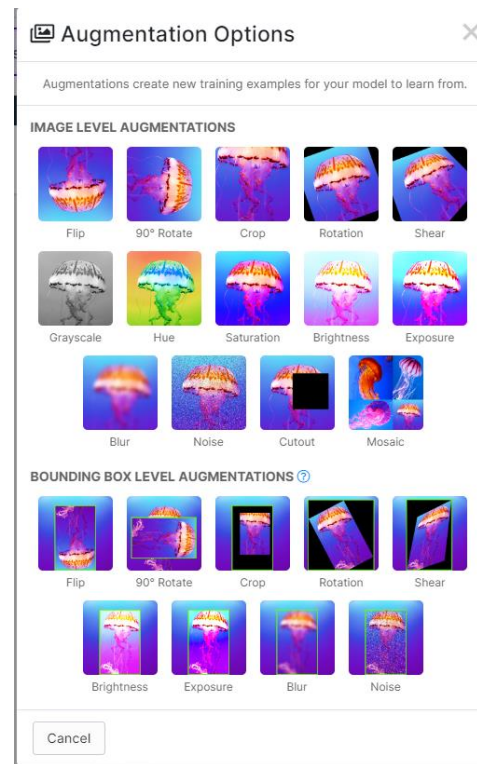 Augmentation Options
Augmentations create new training examples for your model to learn from.
IMAGE LEVEL AUGMENTATIONS
Flip 90° Rotate Crop Rotation Shear
Grayscale Hue Saturation Brightness Exposure
Blur Noise Cutout Mosaic
BOUNDING BOX LEVEL AUGMENTATIONS ?
Flip 90° Rotate Crop Rotation Shear
Brightness Exposure Blur Noise
Cancel